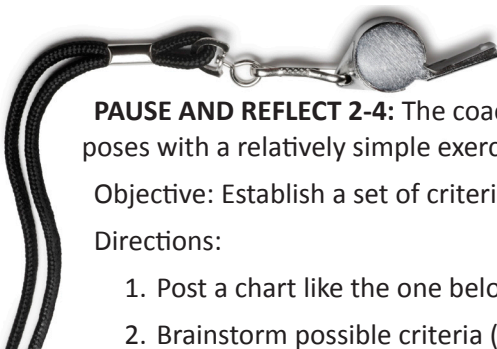 PAUSE AND REFLECT 2-4: The coac
poses with a relatively simple exerc
Objective: Establish a set of criteri
Directions:
1. Post a chart like the one belo
2. Brainstorm possible criteria (